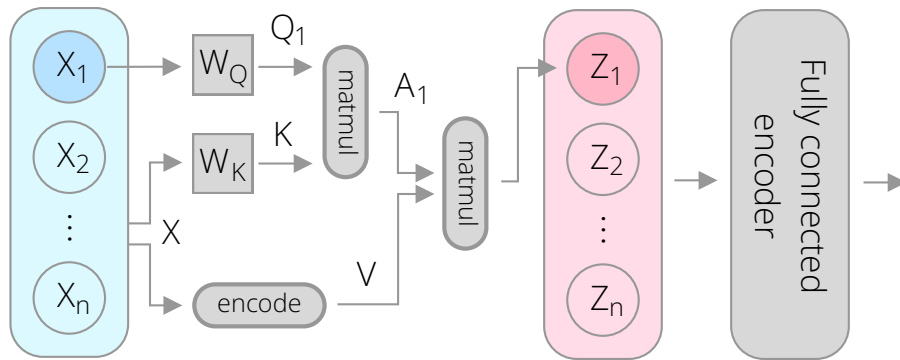 X1
X2
⋮
Xn
X
WQ
Q1
WK
K
encode
V
matmul
A1
matmul
Z1
Z2
⋮
Zn
Fully connected
encoder